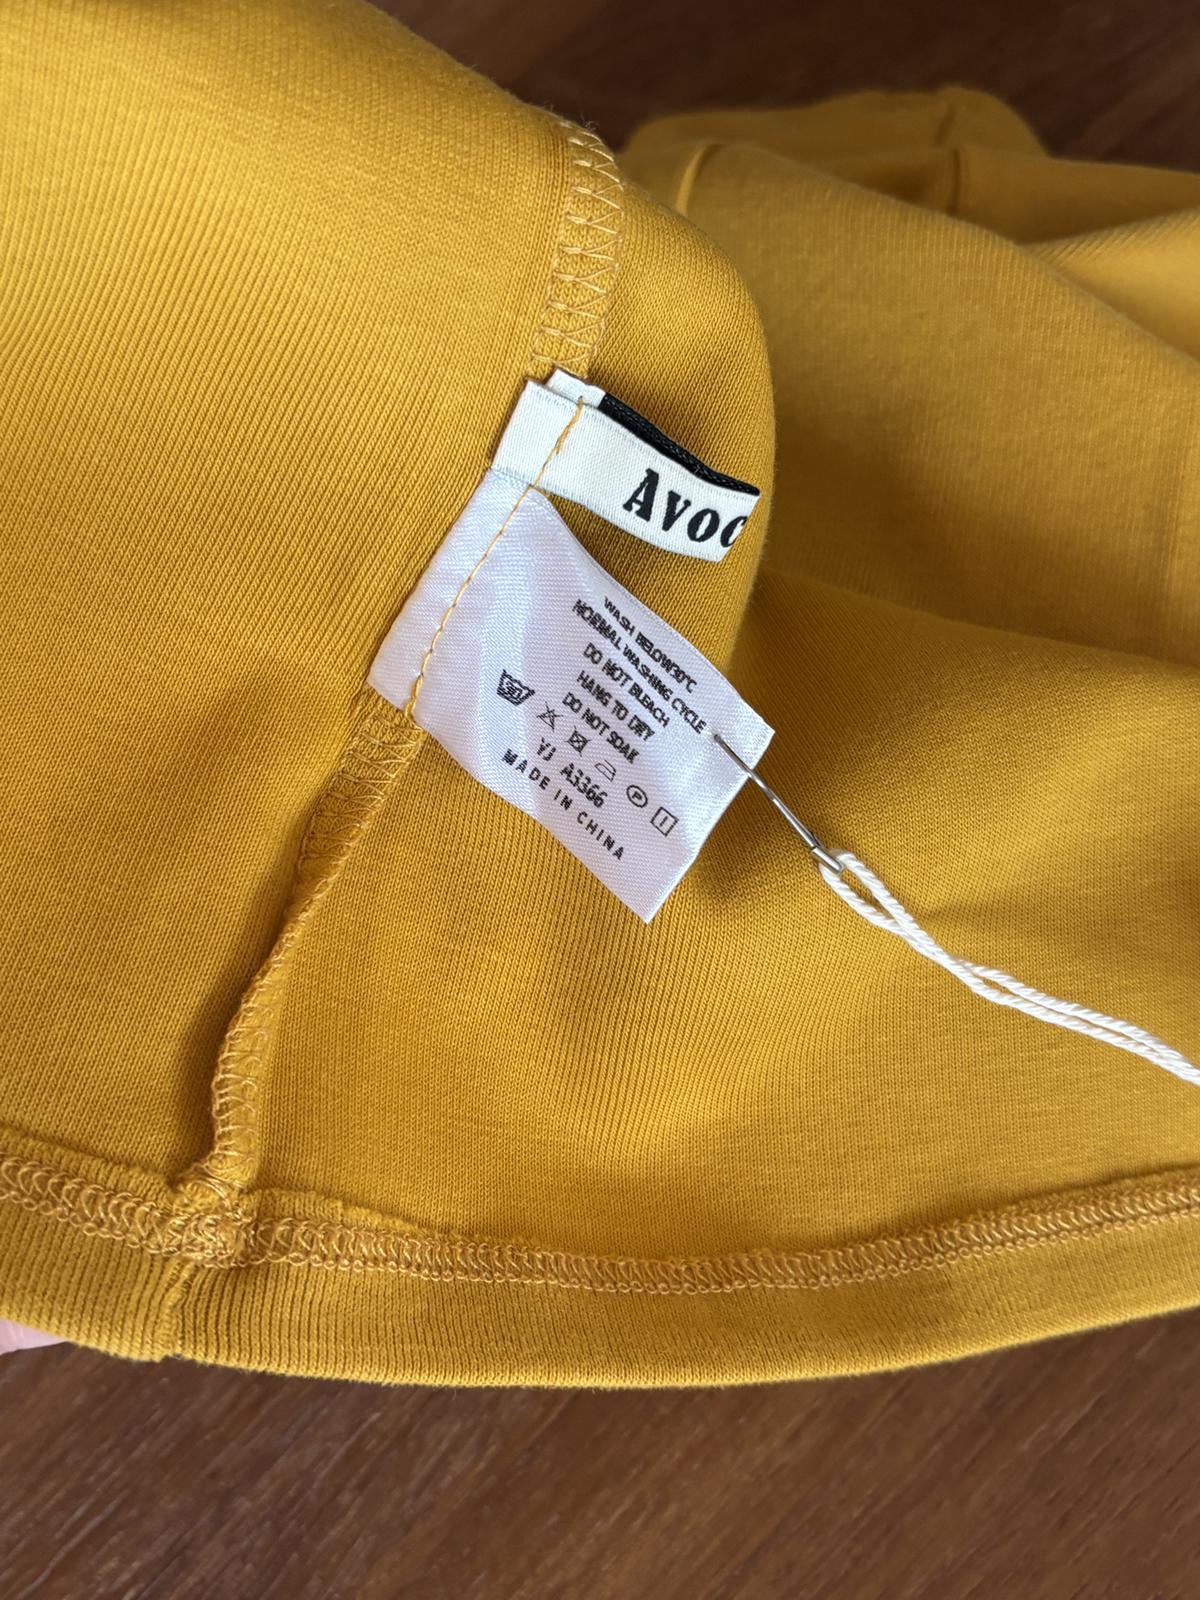 Avoc
WASH BELOW30℃
NORMAL WASHING CYCLE
DO NOT BLEACH
HANG TO DRY
DO NOT SOAK
30
P
YJ A3366
MADE IN CHINA